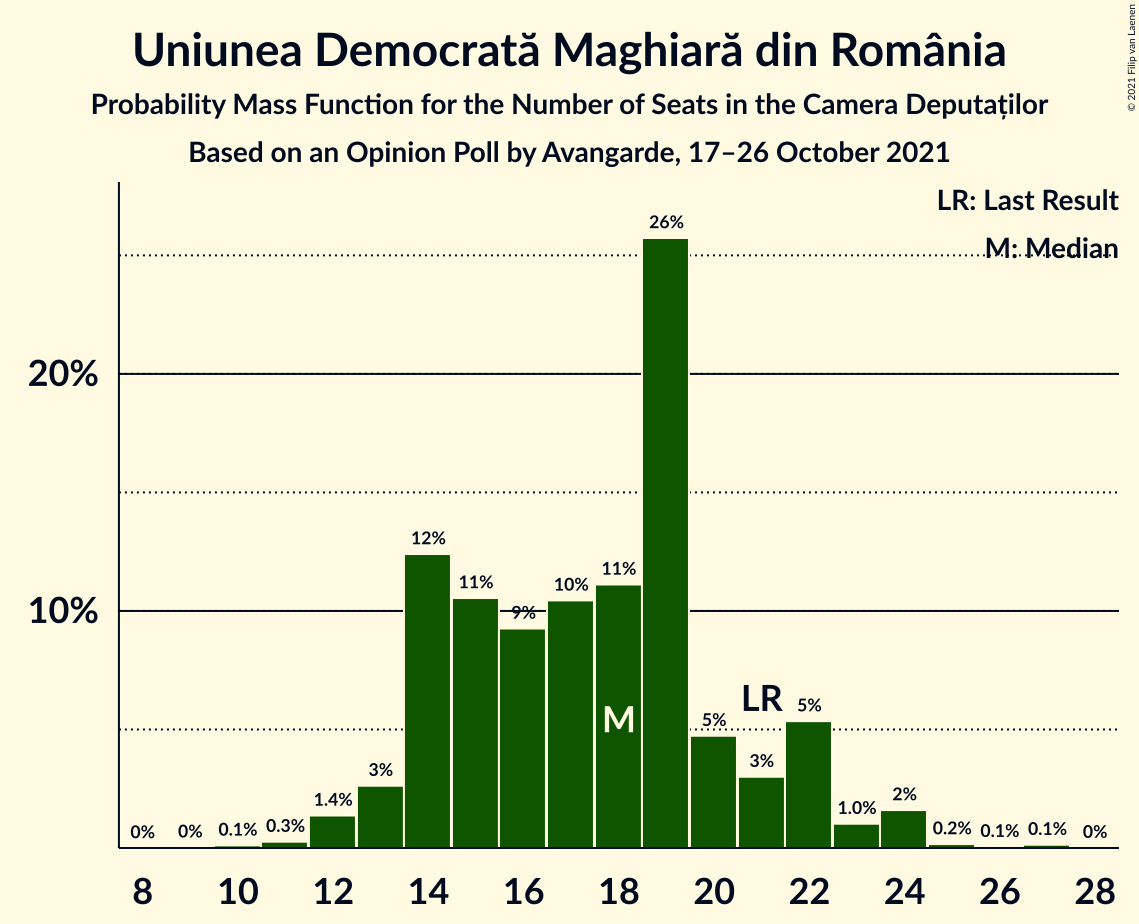 Uniunea Democrată Maghiară din România
Probability Mass Function for the Number of Seats in the Camera Deputaților
Based on an Opinion Poll by Avangarde, 17–26 October 2021
© 2021 Filip van Laenen
LR: Last Result
M: Median
20%
10%
0%
0%
0.1%
0.3%
1.4%
3%
12%
11%
9%
10%
11%
26%
5%
3%
5%
1.0%
2%
0.2%
0.1%
0.1%
0%
M
LR
8 10 12 14 16 18 20 22 24 26 28